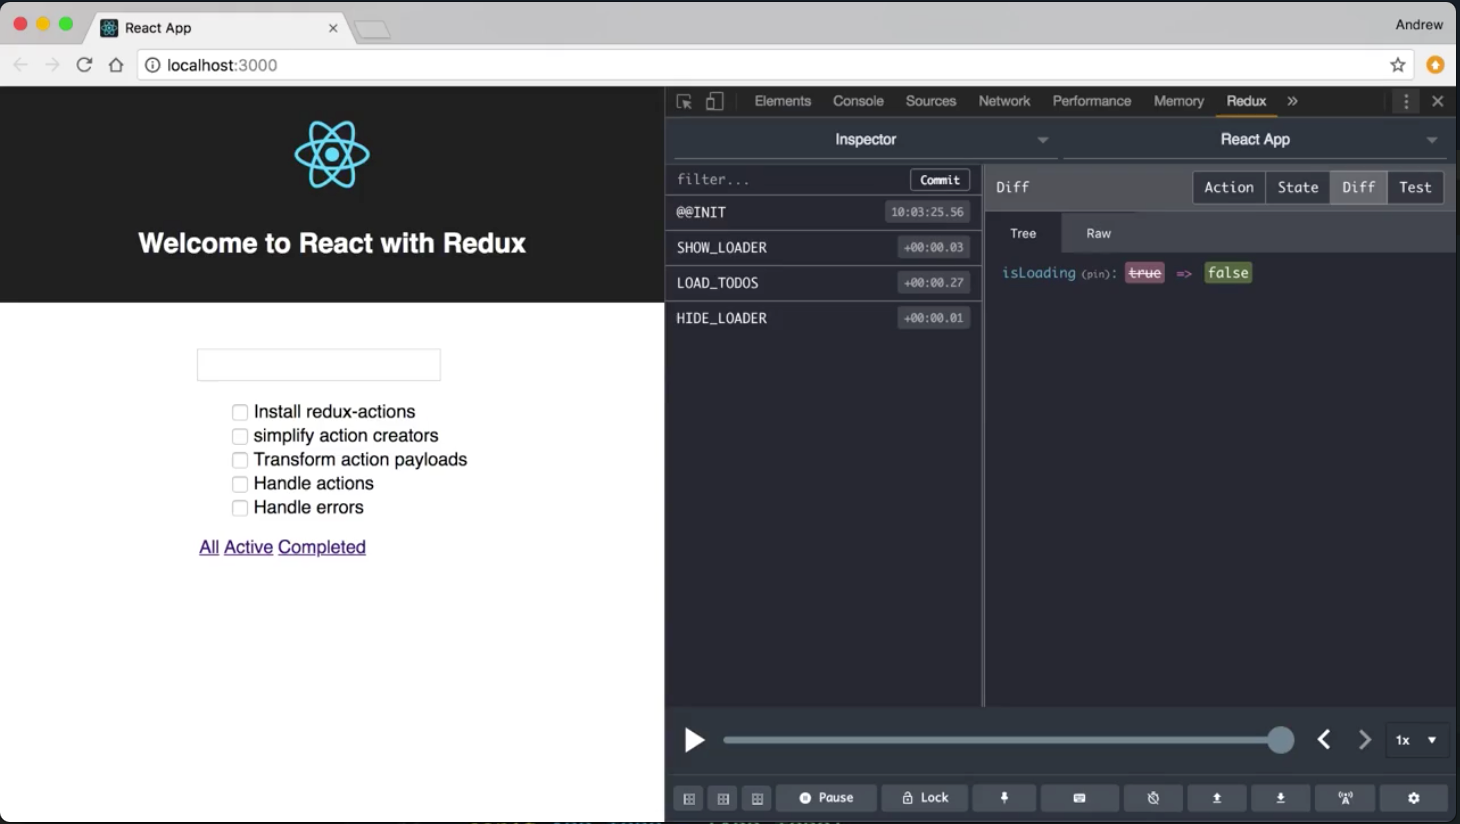 React App
Andrew
localhost:3000
Elements Console Sources Network Performance Memory Redux »
Inspector
React App
filter...
Commit
@@INIT 10:03:25.56
SHOW_LOADER +00:00.03
LOAD_TODOS +00:00.27
HIDE_LOADER +00:00.01
Diff
Action State Diff Test
Tree Raw
isLoading (pin): true => false
Welcome to React with Redux
Install redux-actions
simplify action creators
Transform action payloads
Handle actions
Handle errors
All Active Completed
1x
Pause
Lock